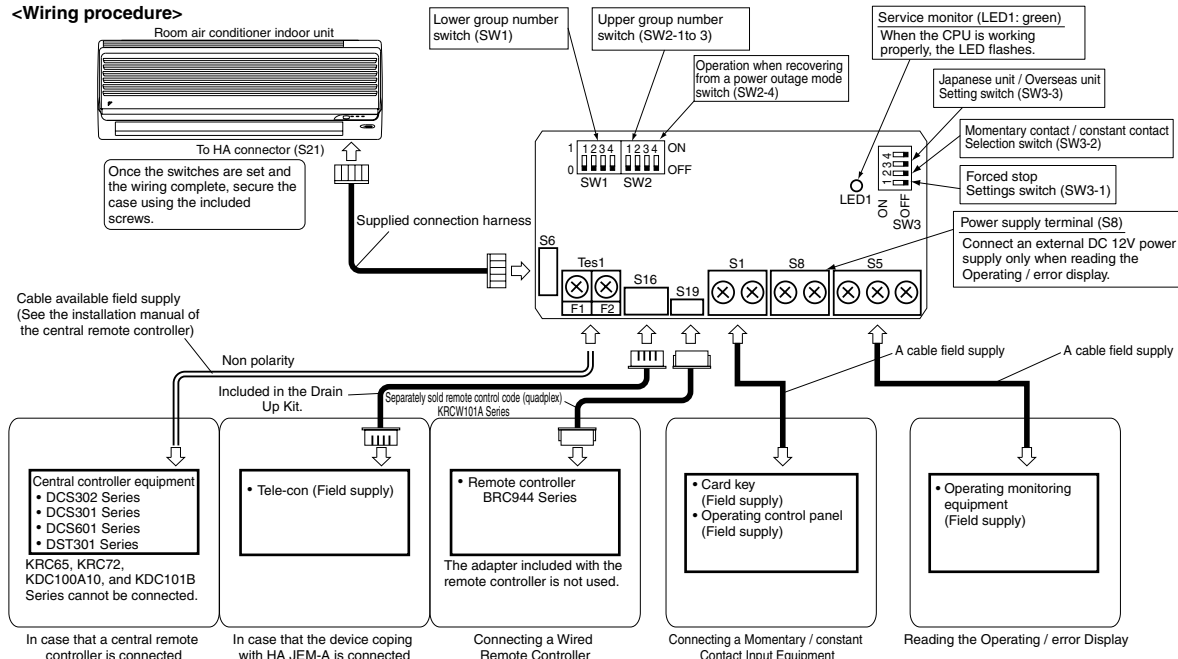 <Wiring procedure>
Room air conditioner indoor unit
To HA connector (S21)
Once the switches are set and
the wiring complete, secure the
case using the included
screws.
Supplied connection harness
Lower group number
switch (SW1)
Upper group number
switch (SW2-1to 3)
Operation when recovering
from a power outage mode
switch (SW2-4)
Service monitor (LED1: green)
When the CPU is working
properly, the LED flashes.
Japanese unit / Overseas unit
Setting switch (SW3-3)
Momentary contact / constant contact
Selection switch (SW3-2)
Forced stop
Settings switch (SW3-1)
Power supply terminal (S8)
Connect an external DC 12V power
supply only when reading the
Operating / error display.
1 1 2 3 4 1 2 3 4 ON
0 OFF
SW1 SW2
LED1
1 2 3 4
ON OFF
SW3
S6
Tes1
F1 F2
S16
S19
S1
S8
S5
Cable available field supply
(See the installation manual of
the central remote controller)
Non polarity
Included in the Drain
Up Kit.
Separately sold remote control code (quadplex)
KRCW101A Series
A cable field supply
A cable field supply
Central controller equipment
• DCS302 Series
• DCS301 Series
• DCS601 Series
• DST301 Series
KRC65, KRC72,
KDC100A10, and KDC101B
Series cannot be connected.
In case that a central remote
controller is connected
• Tele-con (Field supply)
In case that the device coping
with HA JEM-A is connected
• Remote controller
BRC944 Series
The adapter included with the
remote controller is not used.
Connecting a Wired
Remote Controller
• Card key
(Field supply)
• Operating control panel
(Field supply)
Connecting a Momentary / constant
Contact Input Equipment
• Operating monitoring
equipment
(Field supply)
Reading the Operating / error Display